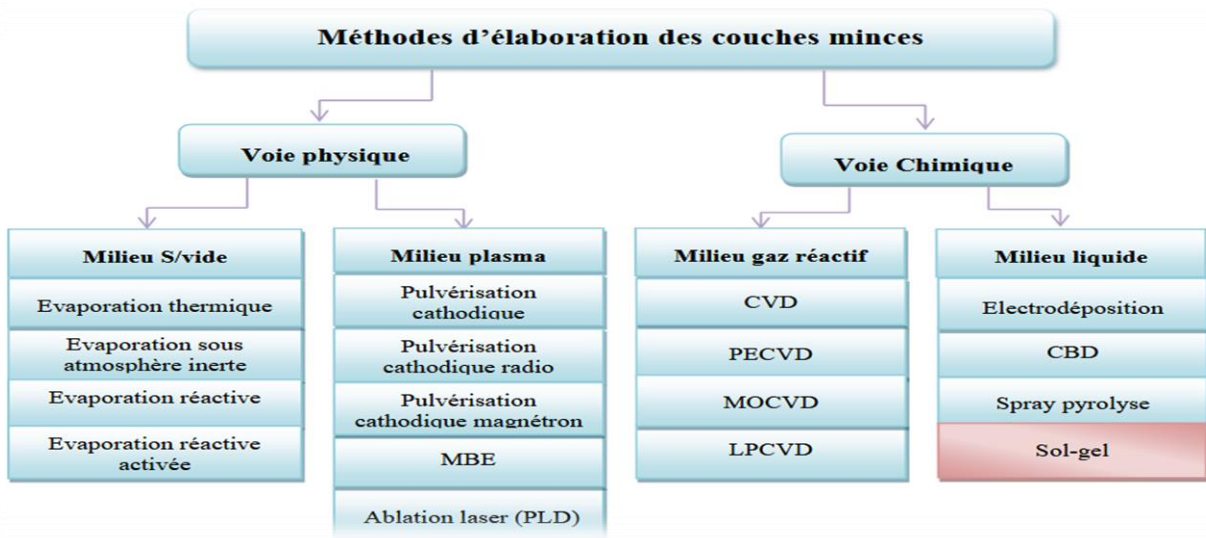 Méthodes d'élaboration des couches minces
Voie physique
Voie Chimique
Milieu S/vide
Evaporation thermique
Evaporation sous
atmosphère inerte
Evaporation réactive
Evaporation réactive
activée
Milieu plasma
Pulvérisation
cathodique
Pulvérisation
cathodique radio
Pulvérisation
cathodique magnétron
MBE
Ablation laser (PLD)
Milieu gaz réactif
CVD
PECVD
MOCVD
LPCVD
Milieu liquide
Electrodéposition
CBD
Spray pyrolyse
Sol-gel